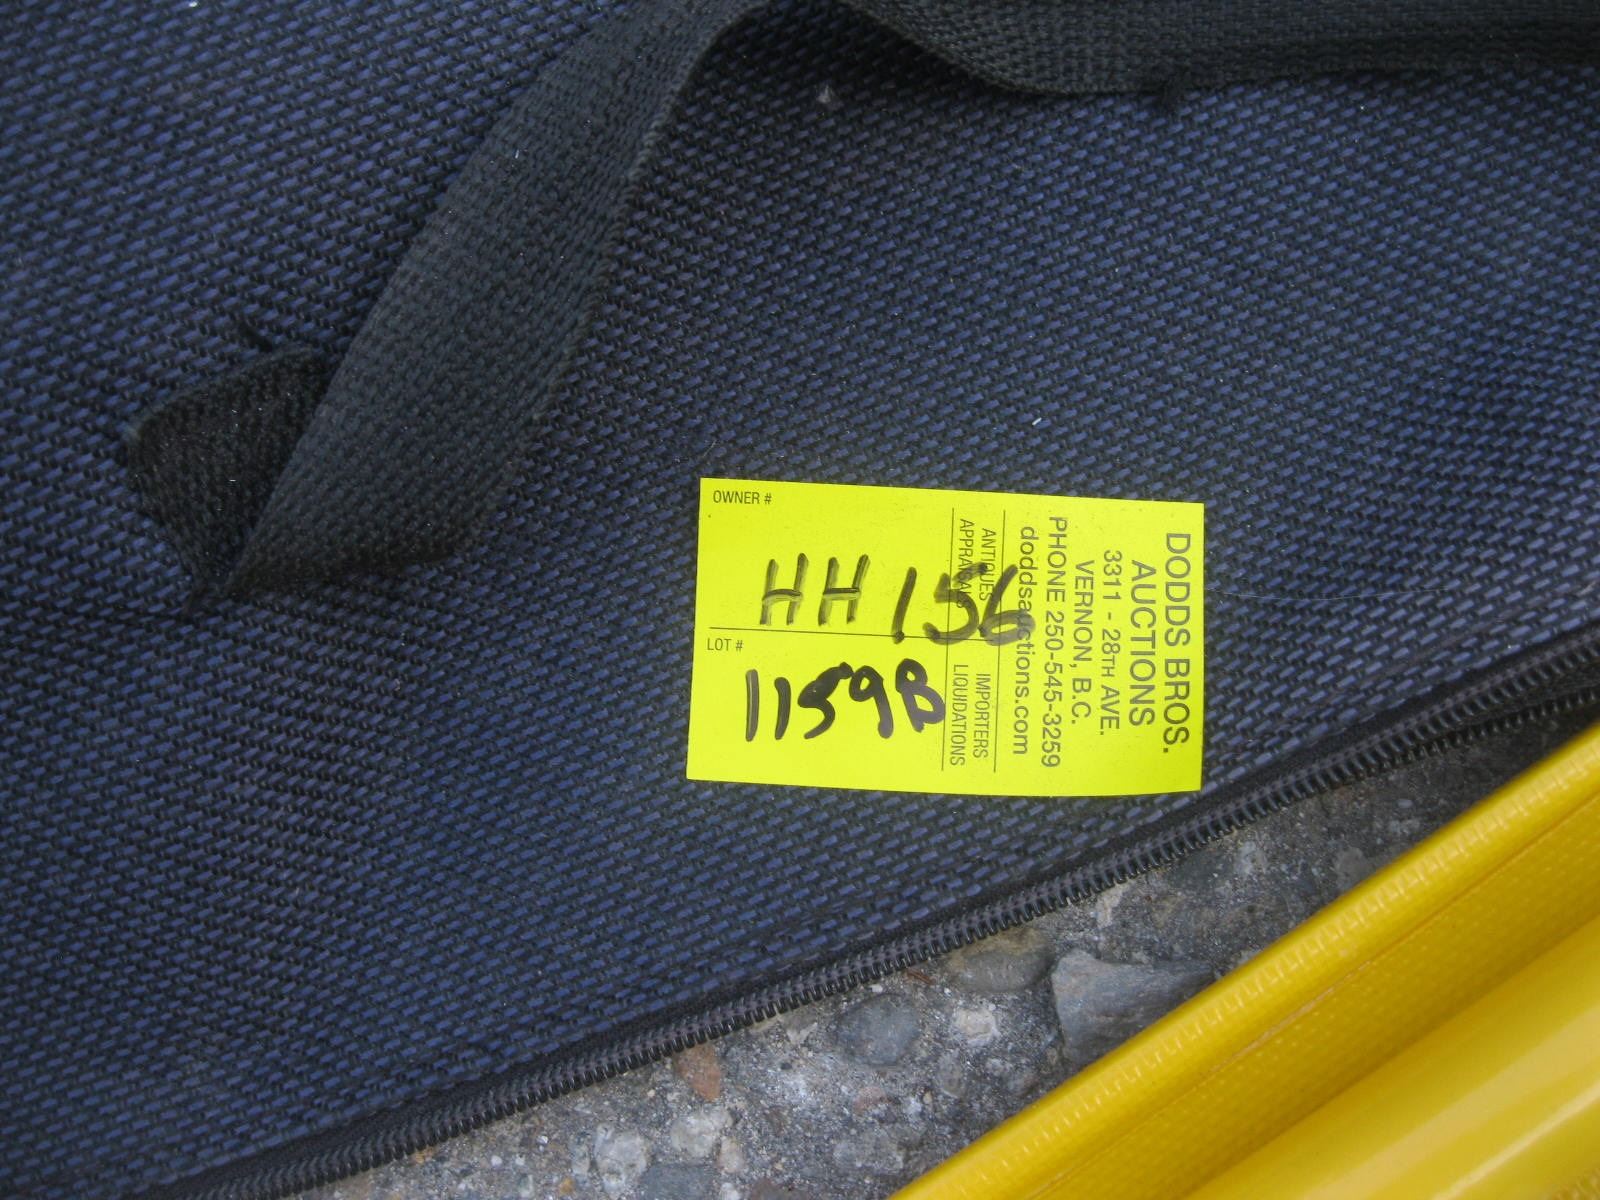 OWNER #
HH 156
LOT #
1159B
DODDS BROS.
AUCTIONS
3311 - 28TH AVE.
VERNON, B.C.
PHONE 250-545-3259
doddsauctions.com
ANTIQUES IMPORTERS
APPRAISALS LIQUIDATIONS